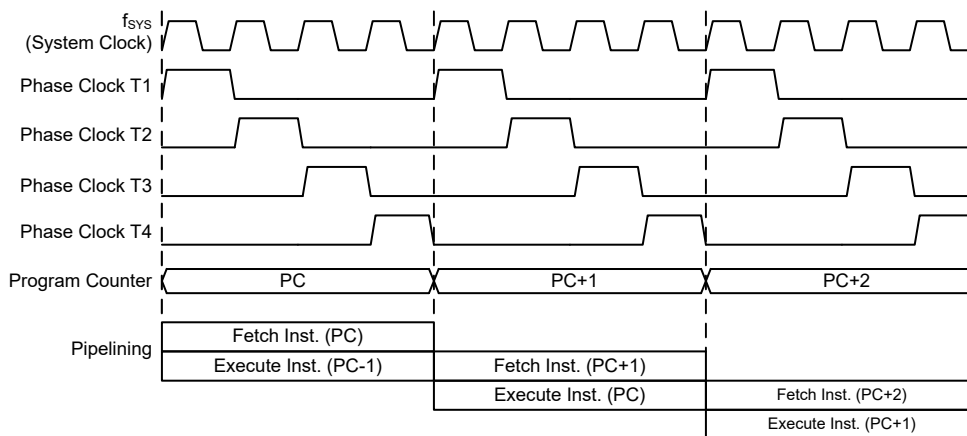 fSYS
(System Clock)
Phase Clock T1
Phase Clock T2
Phase Clock T3
Phase Clock T4
Program Counter
PC
PC+1
PC+2
Pipelining
Fetch Inst. (PC)
Execute Inst. (PC-1)
Fetch Inst. (PC+1)
Execute Inst. (PC)
Fetch Inst. (PC+2)
Execute Inst. (PC+1)